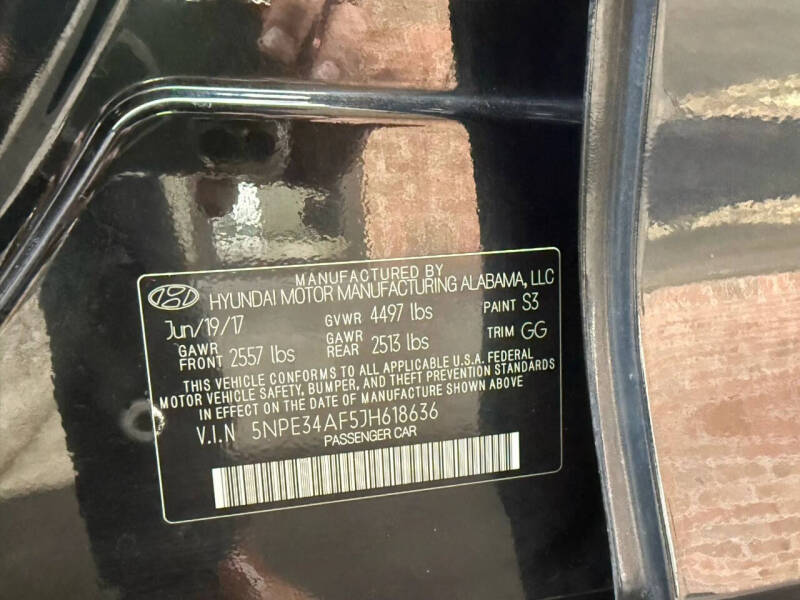 MANUFACTURED BY
HYUNDAI MOTOR MANUFACTURING ALABAMA, LLC
Jun/19/17 GVWR 4497 lbs PAINT S3
GAWR FRONT 2557 lbs GAWR REAR 2513 lbs TRIM GG
THIS VEHICLE CONFORMS TO ALL APPLICABLE U.S.A. FEDERAL
MOTOR VEHICLE SAFETY, BUMPER, AND THEFT PREVENTION STANDARDS
IN EFFECT ON THE DATE OF MANUFACTURE SHOWN ABOVE
V.I.N 5NPE34AF5JH618636
PASSENGER CAR